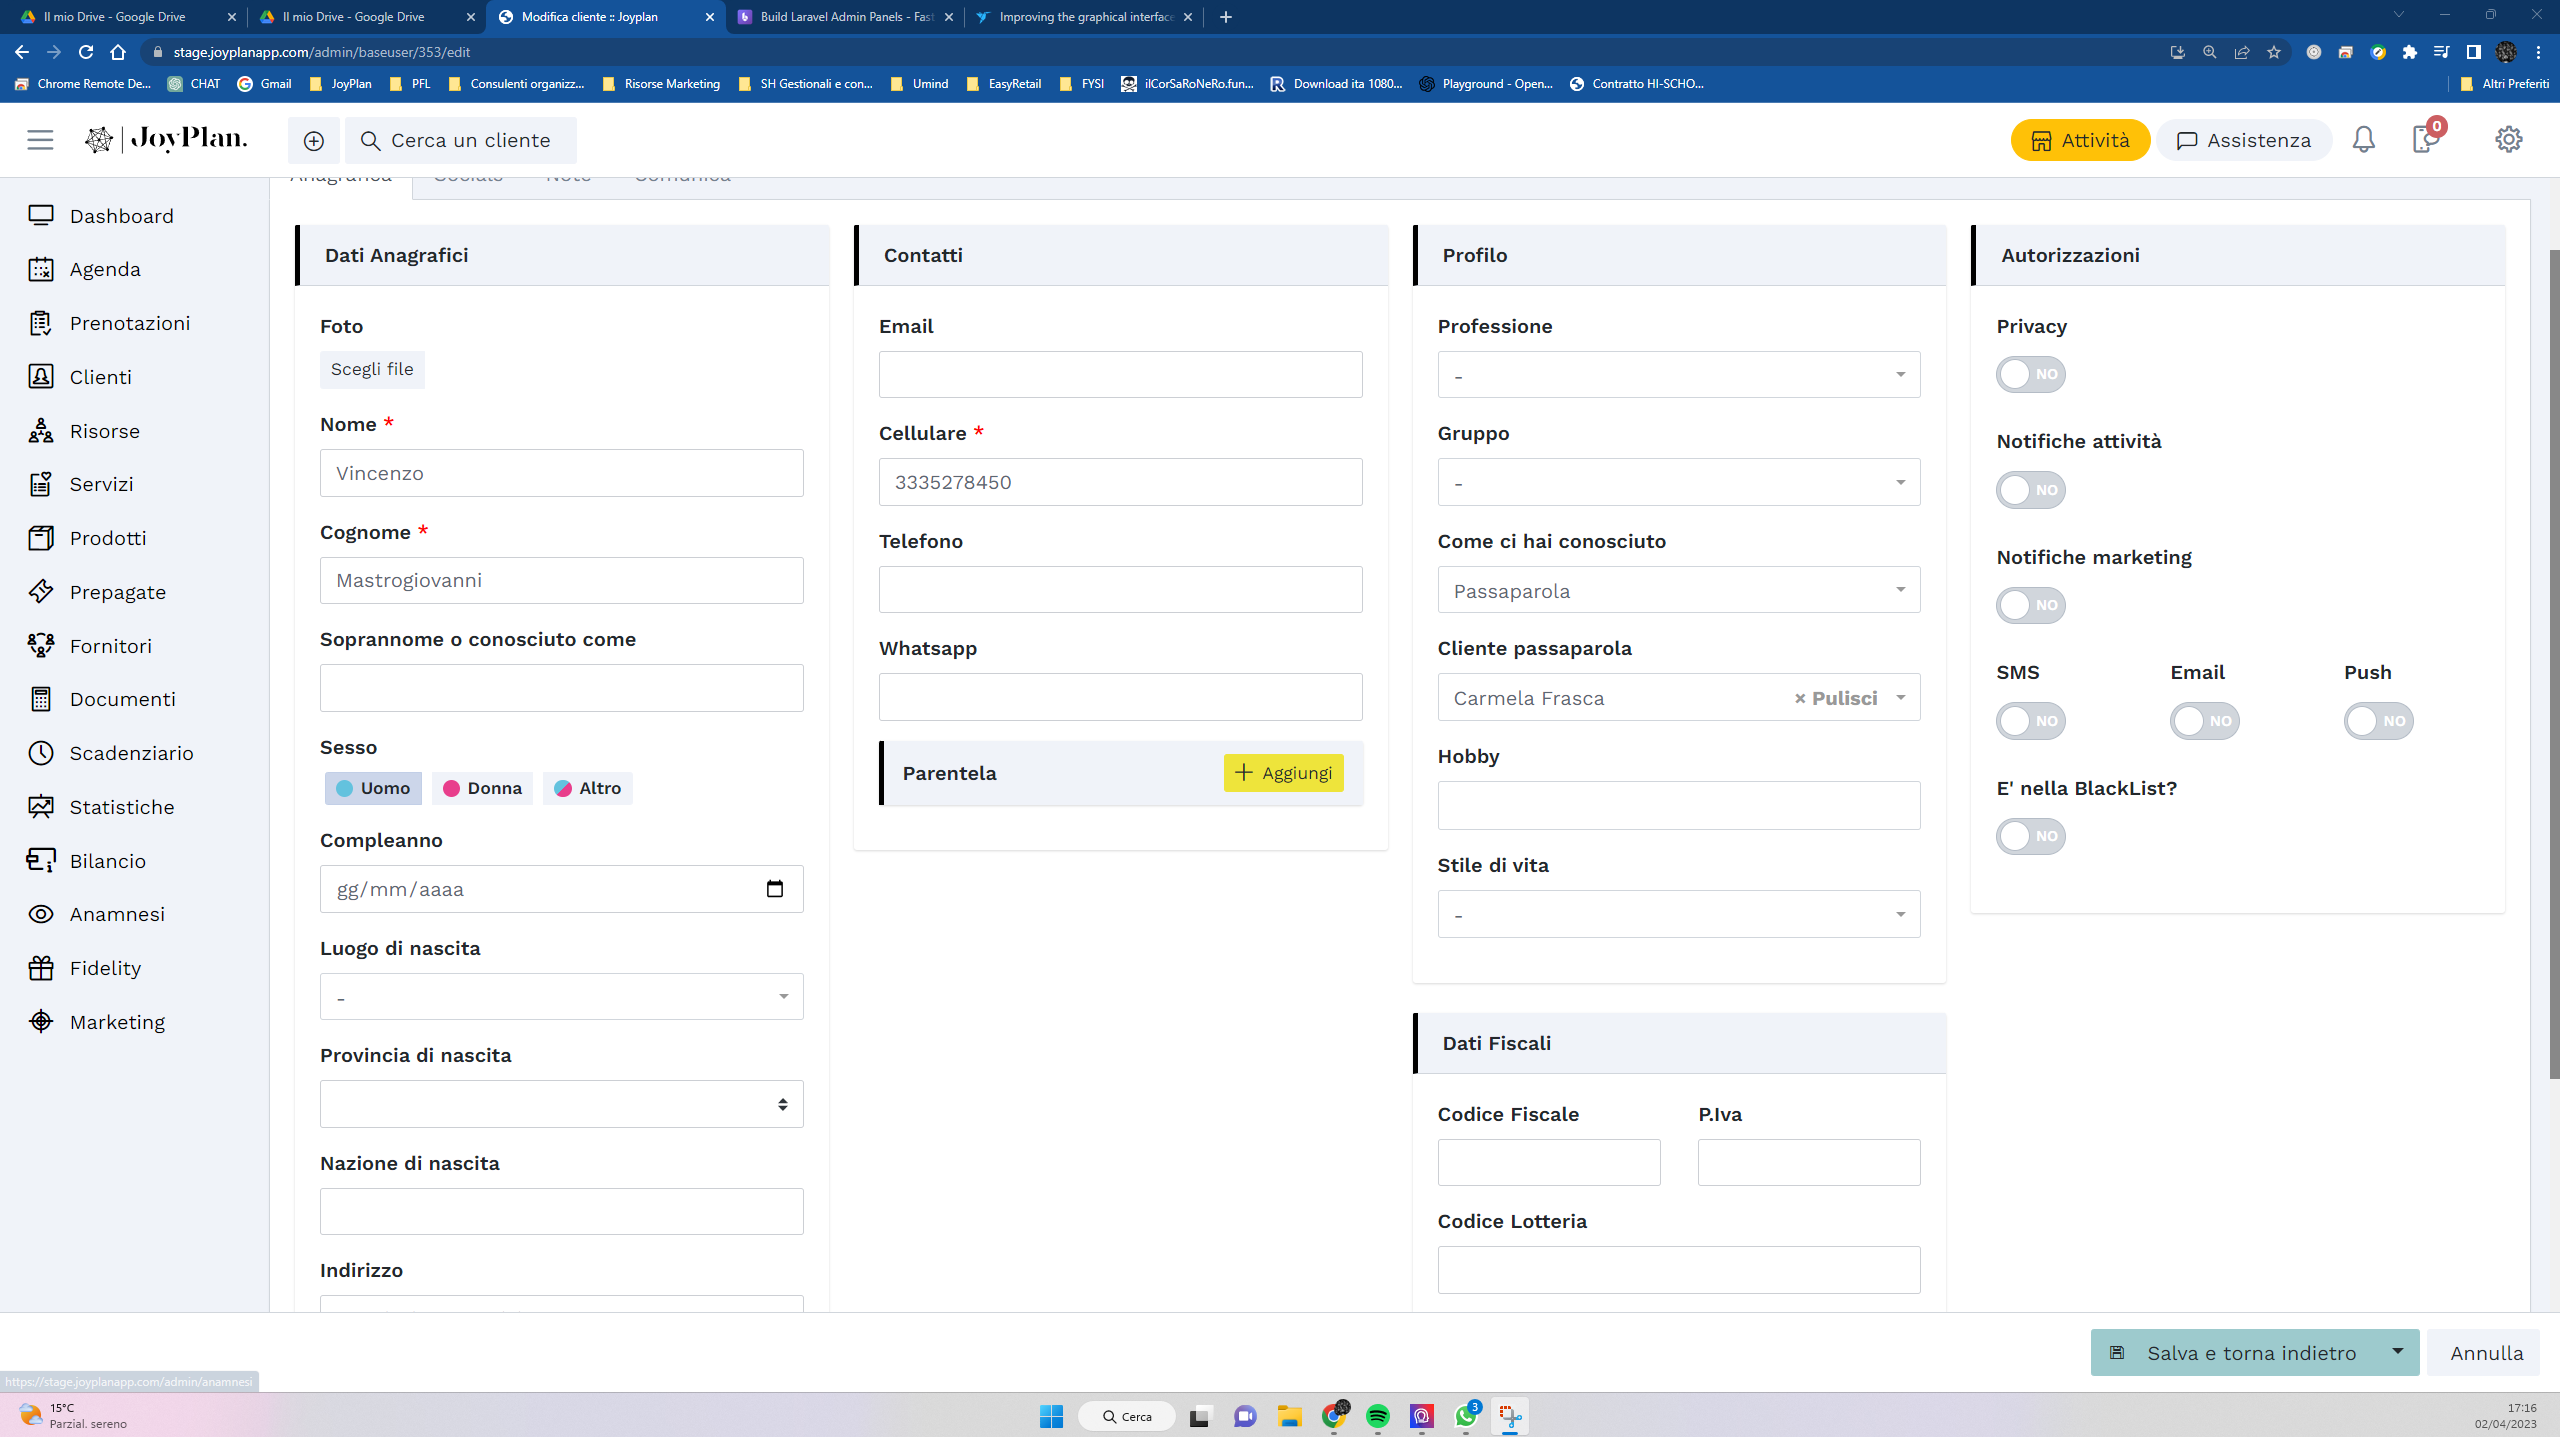 Il mio Drive - Google Drive
Il mio Drive - Google Drive
Modifica cliente :: Joyplan
Build Laravel Admin Panels - Fast
Improving the graphical interface
stage.joyplanapp.com/admin/baseuser/353/edit
Chrome Remote De...
CHAT
Gmail
JoyPlan
PFL
Consulenti organizz...
Risorse Marketing
SH Gestionali e con...
Umind
EasyRetail
FYSI
ilCorSaRoNeRo.fun...
Download ita 1080...
Playground - Open...
Contratto HI-SCHO...
Altri Preferiti
JoyPlan.
Cerca un cliente
Attività
Assistenza
0
Anagrafica
Socials
Note
Comunica
Dashboard
Agenda
Prenotazioni
Clienti
Risorse
Servizi
Prodotti
Prepagate
Fornitori
Documenti
Scadenziario
Statistiche
Bilancio
Anamnesi
Fidelity
Marketing
Dati Anagrafici
Foto
Scegli file
Nome *
Vincenzo
Cognome *
Mastrogiovanni
Soprannome o conosciuto come
Sesso
Uomo
Donna
Altro
Compleanno
gg/mm/aaaa
Luogo di nascita
-
Provincia di nascita
Nazione di nascita
Indirizzo
Contatti
Email
Cellulare *
3335278450
Telefono
Whatsapp
Parentela
+ Aggiungi
Profilo
Professione
-
Gruppo
-
Come ci hai conosciuto
Passaparola
Cliente passaparola
Carmela Frasca
× Pulisci
Hobby
Stile di vita
-
Dati Fiscali
Codice Fiscale
P.Iva
Codice Lotteria
Autorizzazioni
Privacy
NO
Notifiche attività
NO
Notifiche marketing
NO
SMS
Email
Push
NO
NO
NO
E' nella BlackList?
NO
Salva e torna indietro
Annulla
https://stage.joyplanapp.com/admin/anamnesi
15°C
Parzial. sereno
Cerca
3
17:16
02/04/2023